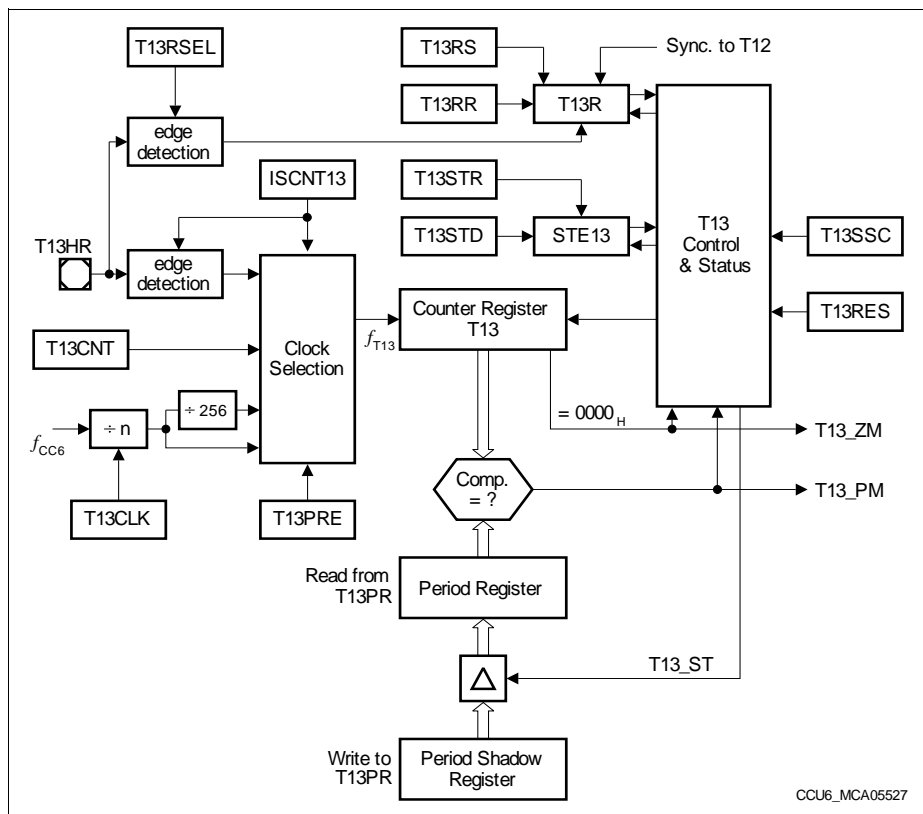 T13RSEL
T13RS
Sync. to T12
T13RR
T13R
edge
detection
ISCNT13
T13STR
T13STD
STE13
T13
Control
& Status
T13SSC
T13HR
edge
detection
T13RES
Counter Register
T13
fT13
T13CNT
Clock
Selection
÷ 256
= 0000H
fCC6
÷ n
T13_ZM
Comp.
= ?
T13_PM
T13CLK
T13PRE
Read from
T13PR
Period Register
T13_ST
Write to
T13PR
Period Shadow
Register
CCU6_MCA05527